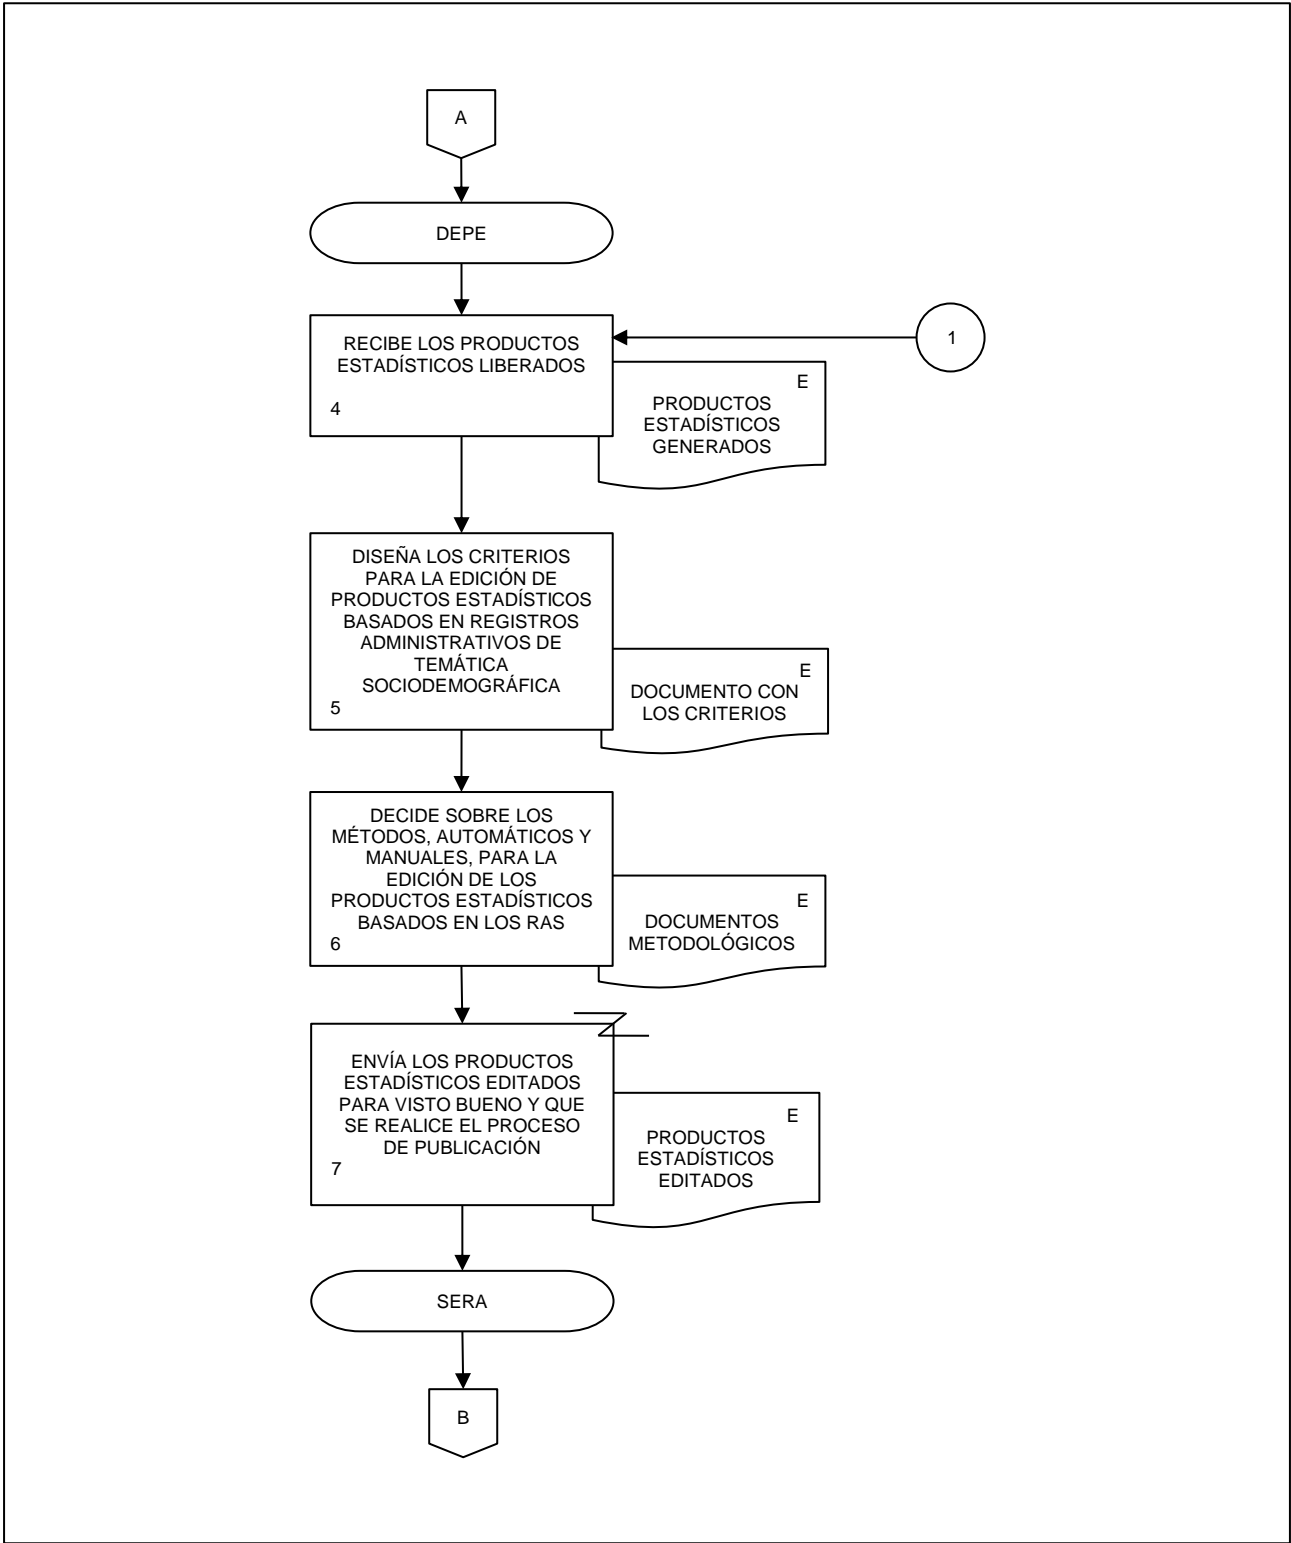 A
DEPE
RECIBE LOS PRODUCTOS
ESTADÍSTICOS LIBERADOS
4
1
E
PRODUCTOS
ESTADÍSTICOS
GENERADOS
DISEÑA LOS CRITERIOS
PARA LA EDICIÓN DE
PRODUCTOS ESTADÍSTICOS
BASADOS EN REGISTROS
ADMINISTRATIVOS DE
TEMÁTICA
SOCIODEMOGRÁFICA
5
E
DOCUMENTO CON
LOS CRITERIOS
DECIDE SOBRE LOS
MÉTODOS, AUTOMÁTICOS Y
MANUALES, PARA LA
EDICIÓN DE LOS
PRODUCTOS ESTADÍSTICOS
BASADOS EN LOS RAS
6
E
DOCUMENTOS
METODOLÓGICOS
ENVÍA LOS PRODUCTOS
ESTADÍSTICOS EDITADOS
PARA VISTO BUENO Y QUE
SE REALICE EL PROCESO
DE PUBLICACIÓN
7
E
PRODUCTOS
ESTADÍSTICOS
EDITADOS
SERA
B